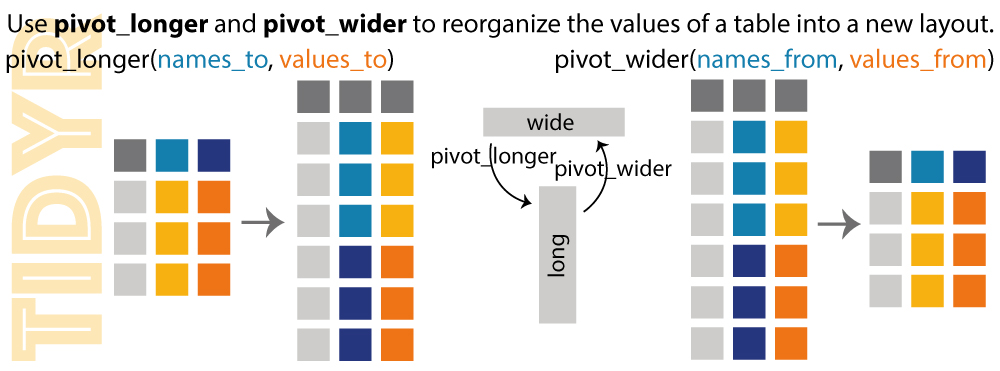 Use pivot_longer and pivot_wider to reorganize the values of a table into a new layout.
pivot_longer(names_to, values_to)
pivot_wider(names_from, values_from)
TIDYR
wide
pivot_longer
pivot_wider
long